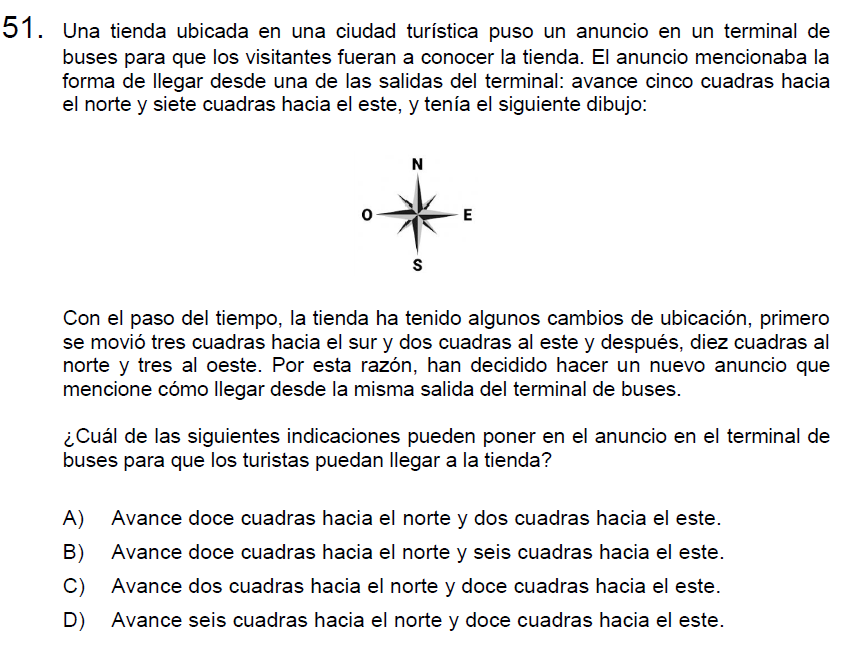 51. Una tienda ubicada en una ciudad turística puso un anuncio en un terminal de
buses para que los visitantes fueran a conocer la tienda. El anuncio mencionaba la
forma de llegar desde una de las salidas del terminal: avance cinco cuadras hacia
el norte y siete cuadras hacia el este, y tenía el siguiente dibujo:
N
O E
S
Con el paso del tiempo, la tienda ha tenido algunos cambios de ubicación, primero
se movió tres cuadras hacia el sur y dos cuadras al este y después, diez cuadras al
norte y tres al oeste. Por esta razón, han decidido hacer un nuevo anuncio que
mencione cómo llegar desde la misma salida del terminal de buses.
¿Cuál de las siguientes indicaciones pueden poner en el anuncio en el terminal de
buses para que los turistas puedan llegar a la tienda?
A) Avance doce cuadras hacia el norte y dos cuadras hacia el este.
B) Avance doce cuadras hacia el norte y seis cuadras hacia el este.
C) Avance dos cuadras hacia el norte y doce cuadras hacia el este.
D) Avance seis cuadras hacia el norte y doce cuadras hacia el este.